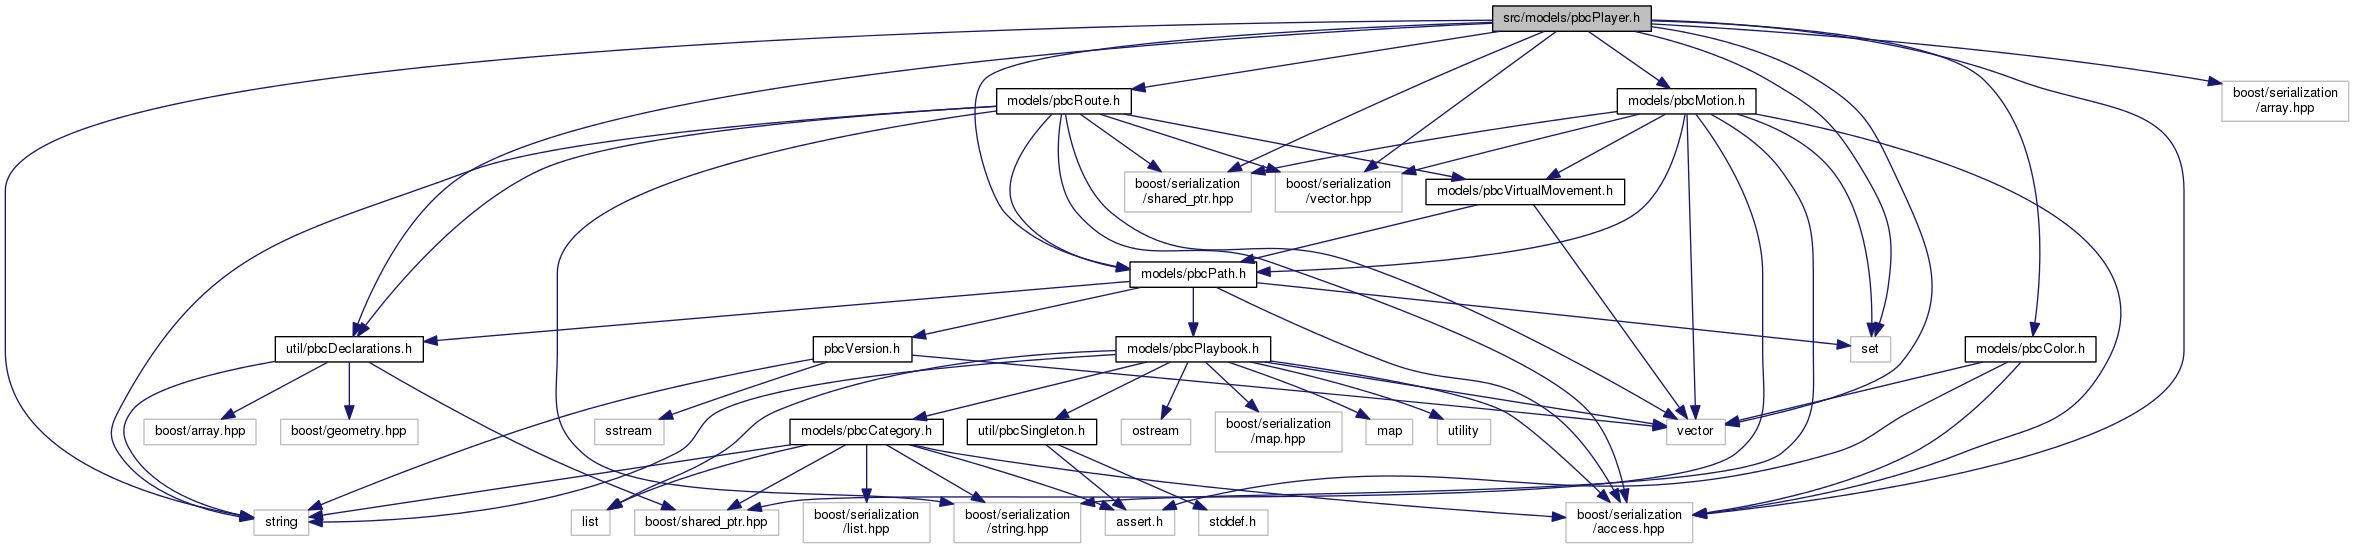 src/models/pbcPlayer.h
models/pbcRoute.h
models/pbcMotion.h
boost/serialization
/array.hpp
boost/serialization
/shared_ptr.hpp
boost/serialization
/vector.hpp
models/pbcVirtualMovement.h
models/pbcPath.h
util/pbcDeclarations.h
pbcVersion.h
models/pbcPlaybook.h
set
models/pbcColor.h
boost/array.hpp
boost/geometry.hpp
sstream
models/pbcCategory.h
util/pbcSingleton.h
ostream
boost/serialization
/map.hpp
map
utility
vector
string
list
boost/shared_ptr.hpp
boost/serialization
/list.hpp
boost/serialization
/string.hpp
assert.h
stddef.h
boost/serialization
/access.hpp